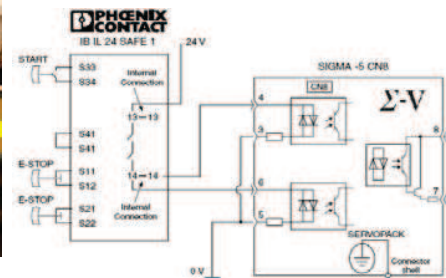 PHŒNIX
CONTACT
IB IL 24 SAFE 1
24 V
START
S33
S34
Internal
Connection
13 13
S41
S41
E-STOP
S11
S12
14 14
E-STOP
S21
S22
Internal
Connection
0 V
SIGMA -5 CN8
CN8
Σ-V
4
3
6
5
8
7
SERVOPACK
Connector
shell